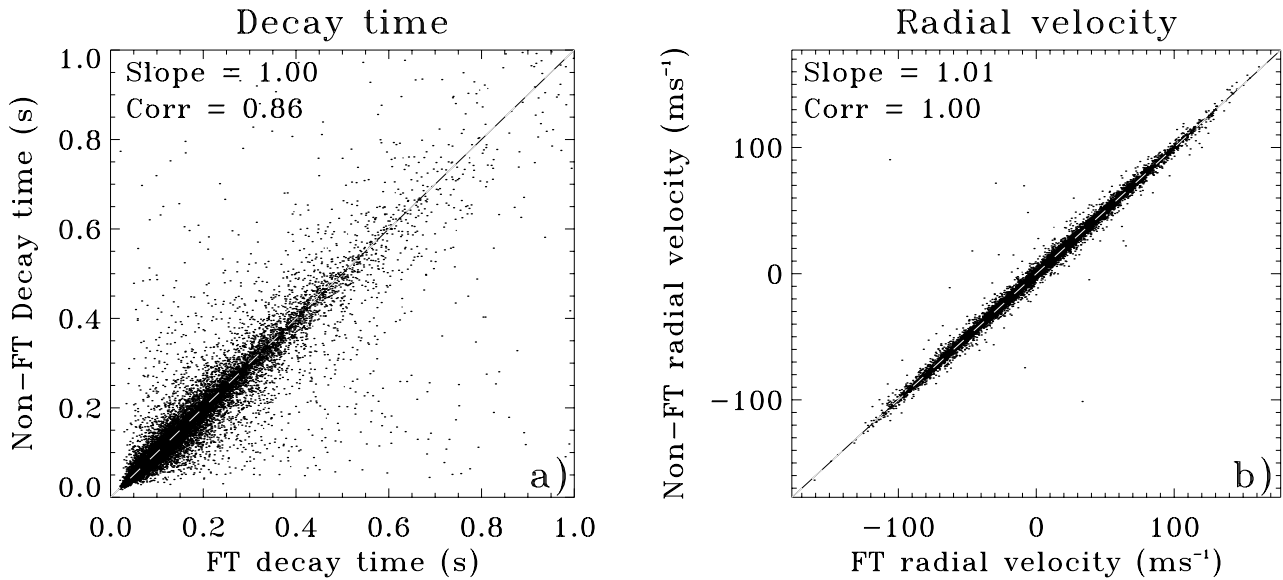 Decay time
Slope = 1.00
Corr = 0.86
1.0
0.8
0.6
0.4
0.2
0.0
Non−FT Decay time (s)
a)
0.0 0.2 0.4 0.6 0.8 1.0
FT decay time (s)
Radial velocity
Slope = 1.01
Corr = 1.00
100
0
−100
Non−FT radial velocity (ms⁻¹)
b)
−100 0 100
FT radial velocity (ms⁻¹)